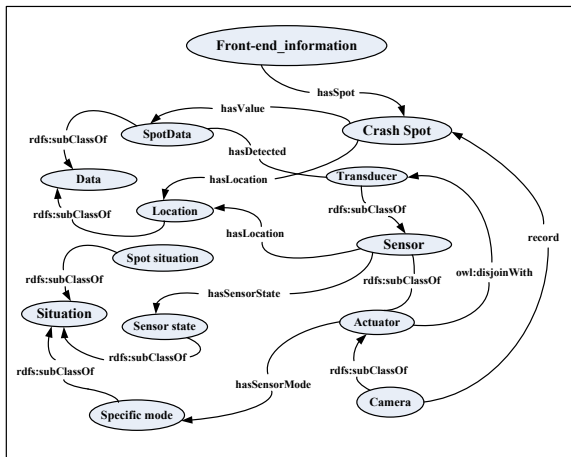 Front-end_information
hasSpot
hasValue
SpotData
Crash Spot
rdfs:subClassOf
hasDetected
Data
hasLocation
Transducer
rdfs:subClassOf
rdfs:subClassOf
Location
hasLocation
Sensor
record
Spot situation
owl:disjoinWith
rdfs:subClassOf
rdfs:subClassOf
hasSensorState
Situation
Sensor state
Actuator
rdfs:subClassOf
rdfs:subClassOf
rdfs:subClassOf
hasSensorMode
Camera
Specific mode